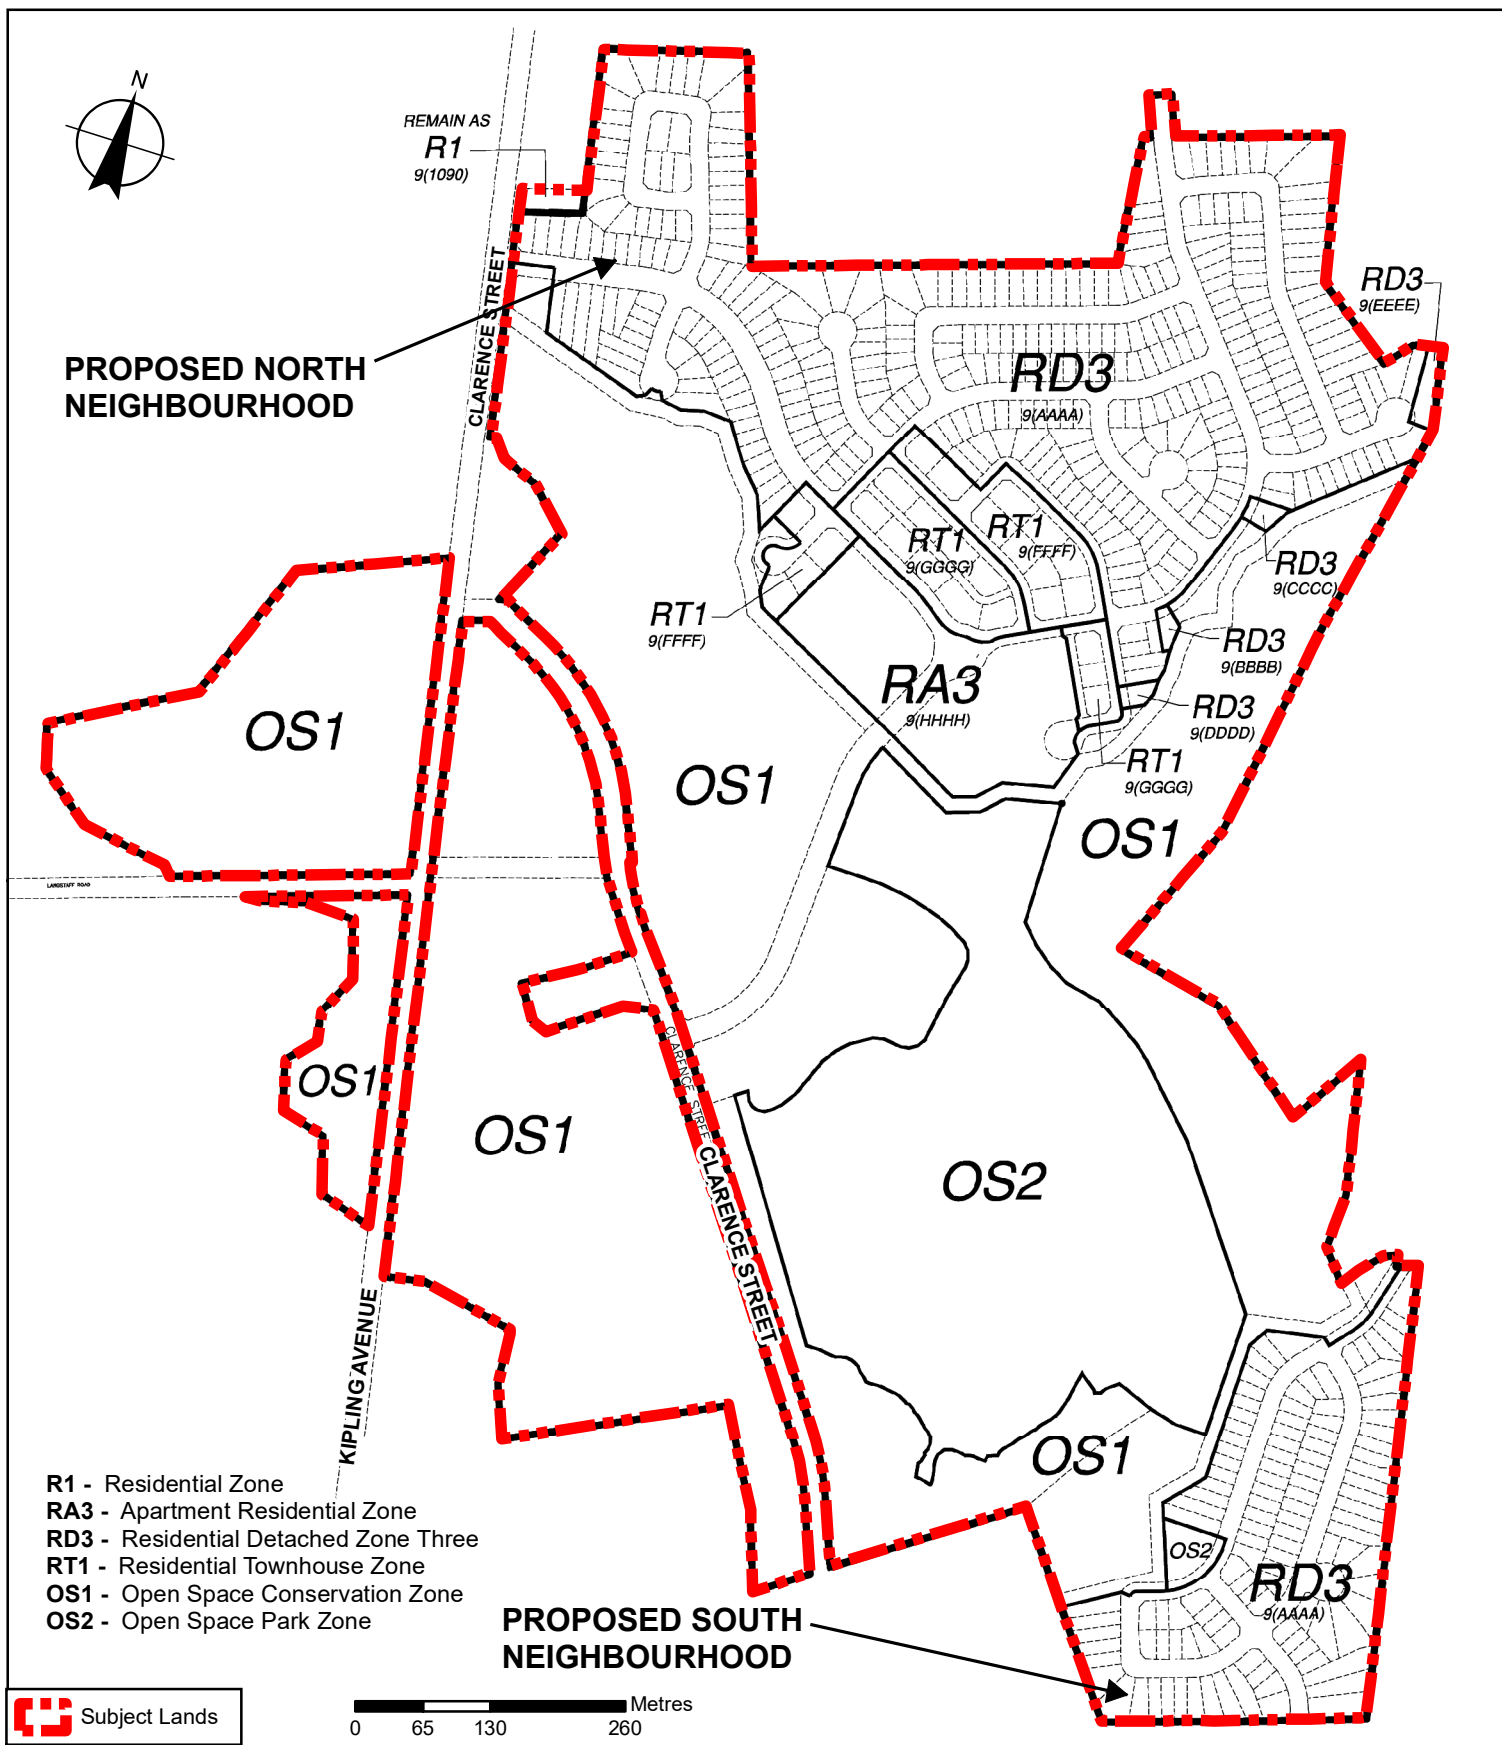 N
REMAIN AS
R1
9(1090)
CLARENCE STREET
PROPOSED NORTH
NEIGHBOURHOOD
RD3
9(EEEE)
RD3
9(AAAA)
RT1
9(GGGG)
RT1
9(FFFF)
RD3
9(CCCC)
RT1
9(FFFF)
RD3
9(BBBB)
RA3
9(HHHH)
RD3
9(DDDD)
RT1
9(GGGG)
OS1
OS1
OS1
LANGSTAFF ROAD
OS1
OS1
CLARENCE STREE
CLARENCE STREET
OS2
KIPLING AVENUE
OS1
OS2
RD3
9(AAAA)
R1 - Residential Zone
RA3 - Apartment Residential Zone
RD3 - Residential Detached Zone Three
RT1 - Residential Townhouse Zone
OS1 - Open Space Conservation Zone
OS2 - Open Space Park Zone
PROPOSED SOUTH
NEIGHBOURHOOD
Subject Lands
Metres
0 65 130 260